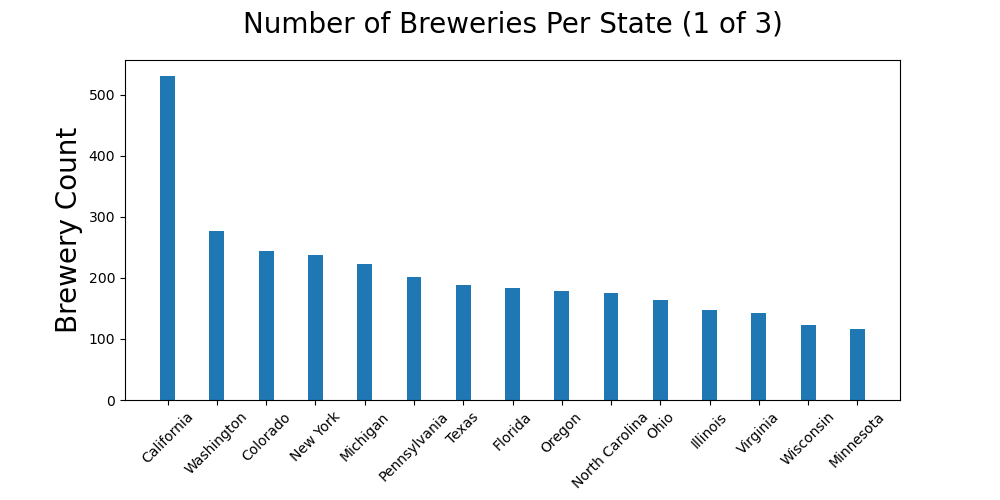 Number of Breweries Per State (1 of 3)
Brewery Count
500
400
300
200
100
0
California
Washington
Colorado
New York
Michigan
Pennsylvania
Texas
Florida
Oregon
North Carolina
Ohio
Illinois
Virginia
Wisconsin
Minnesota